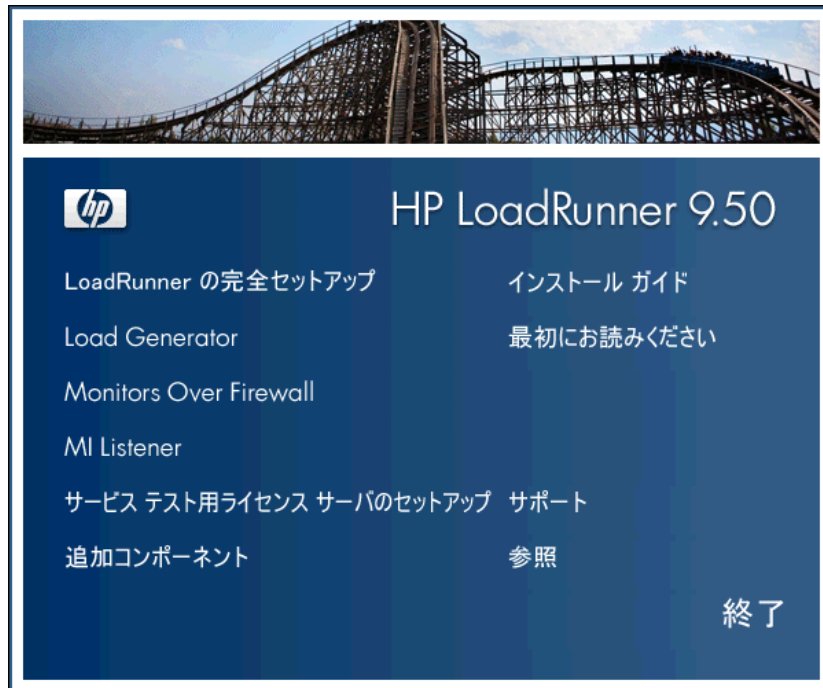 hp
HP LoadRunner 9.50
LoadRunner の完全セットアップ
インストール ガイド
Load Generator
最初にお読みください
Monitors Over Firewall
MI Listener
サービス テスト用ライセンス サーバのセットアップ
サポート
追加コンポーネント
参照
終了